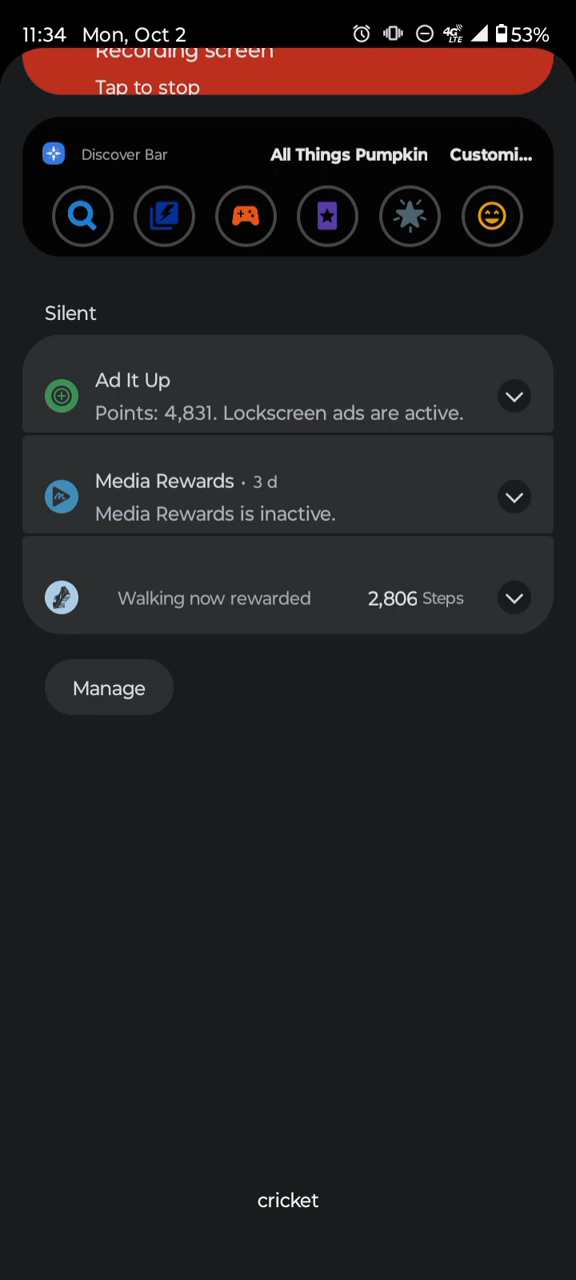 11:34 Mon, Oct 2 4G LTE 53%
Recording screen
Tap to stop
Discover Bar All Things Pumpkin Customi...
Silent
Ad It Up
Points: 4,831. Lockscreen ads are active.
Media Rewards · 3 d
Media Rewards is inactive.
Walking now rewarded 2,806 Steps
Manage
cricket